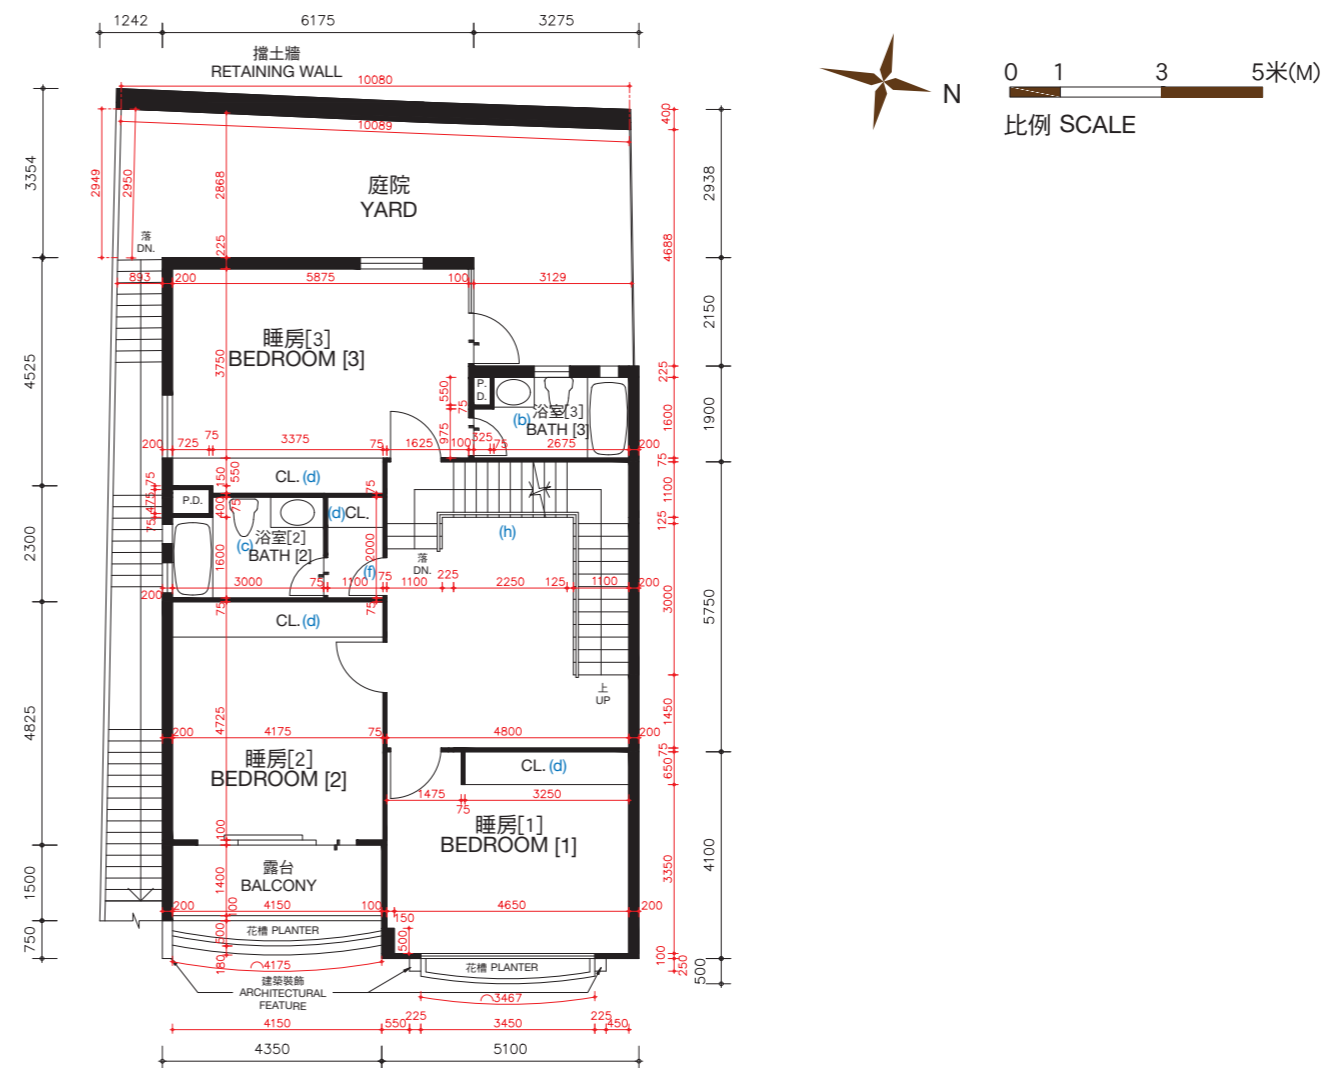 1242 6175 3275
擋土牆
RETAINING WALL
10080
10089
400
3354
2949
2950
2868
225
庭院
YARD
4688
2938
落
DN.
893 200 5875 100 3129
2150
睡房[3]
BEDROOM [3]
3750
4525
225
P.
D.
550
75
975
(b)
浴室[3]
BATH [3]
1600
1900
200 725 75 3375 75 1625 100 325 75 2675 200
75
CL. (d)
150
550
75
75
475
75
P.D.
400
75
(d) CL.
1100
125
浴室[2]
(c)
BATH [2]
1600
2000
(f)
(h)
落
DN.
2300
200 3000 75 1100 75 1100 225 2250 125 1100 200
75
75
3000
5750
CL. (d)
上
UP
4825
4725
1450
200 4175 75 4800 200
75
650
睡房[2]
BEDROOM [2]
CL. (d)
1475 75 3250
睡房[1]
BEDROOM [1]
100
3350
4100
露台
BALCONY
1400
1500
200 4150 100 4650 200
100
150
500
花槽 PLANTER
500
180
750
花槽 PLANTER
100
250
500
4175
建築裝飾
ARCHITECTURAL
FEATURE
3467
4150 550 225 3450 225 450
4350 5100
N
0 1 3 5米(M)
比例 SCALE